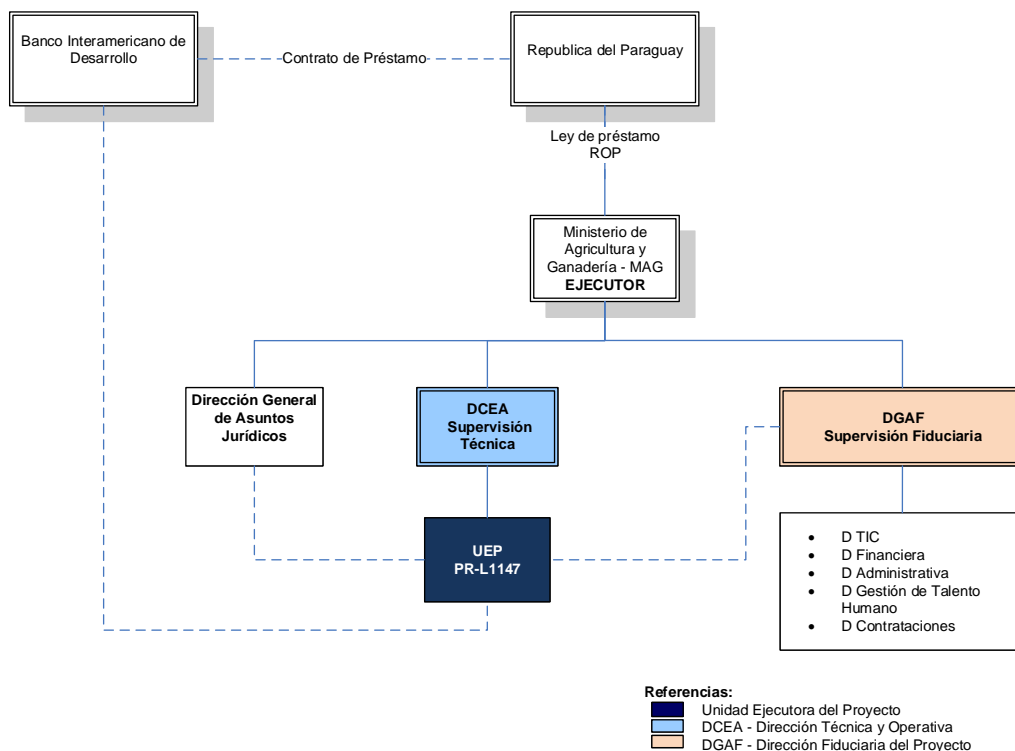 Banco Interamericano de
Desarrollo
Contrato de Préstamo
Republica del Paraguay
Ley de préstamo
ROP
Ministerio de
Agricultura y
Ganadería - MAG
EJECUTOR
Dirección General
de Asuntos
Jurídicos
DCEA
Supervisión
Técnica
DGAF
Supervisión Fiduciaria
UEP
PR-L1147
• D TIC
• D Financiera
• D Administrativa
• D Gestión de Talento
Humano
• D Contrataciones
Referencias:
Unidad Ejecutora del Proyecto
DCEA - Dirección Técnica y Operativa
DGAF - Dirección Fiduciaria del Proyecto